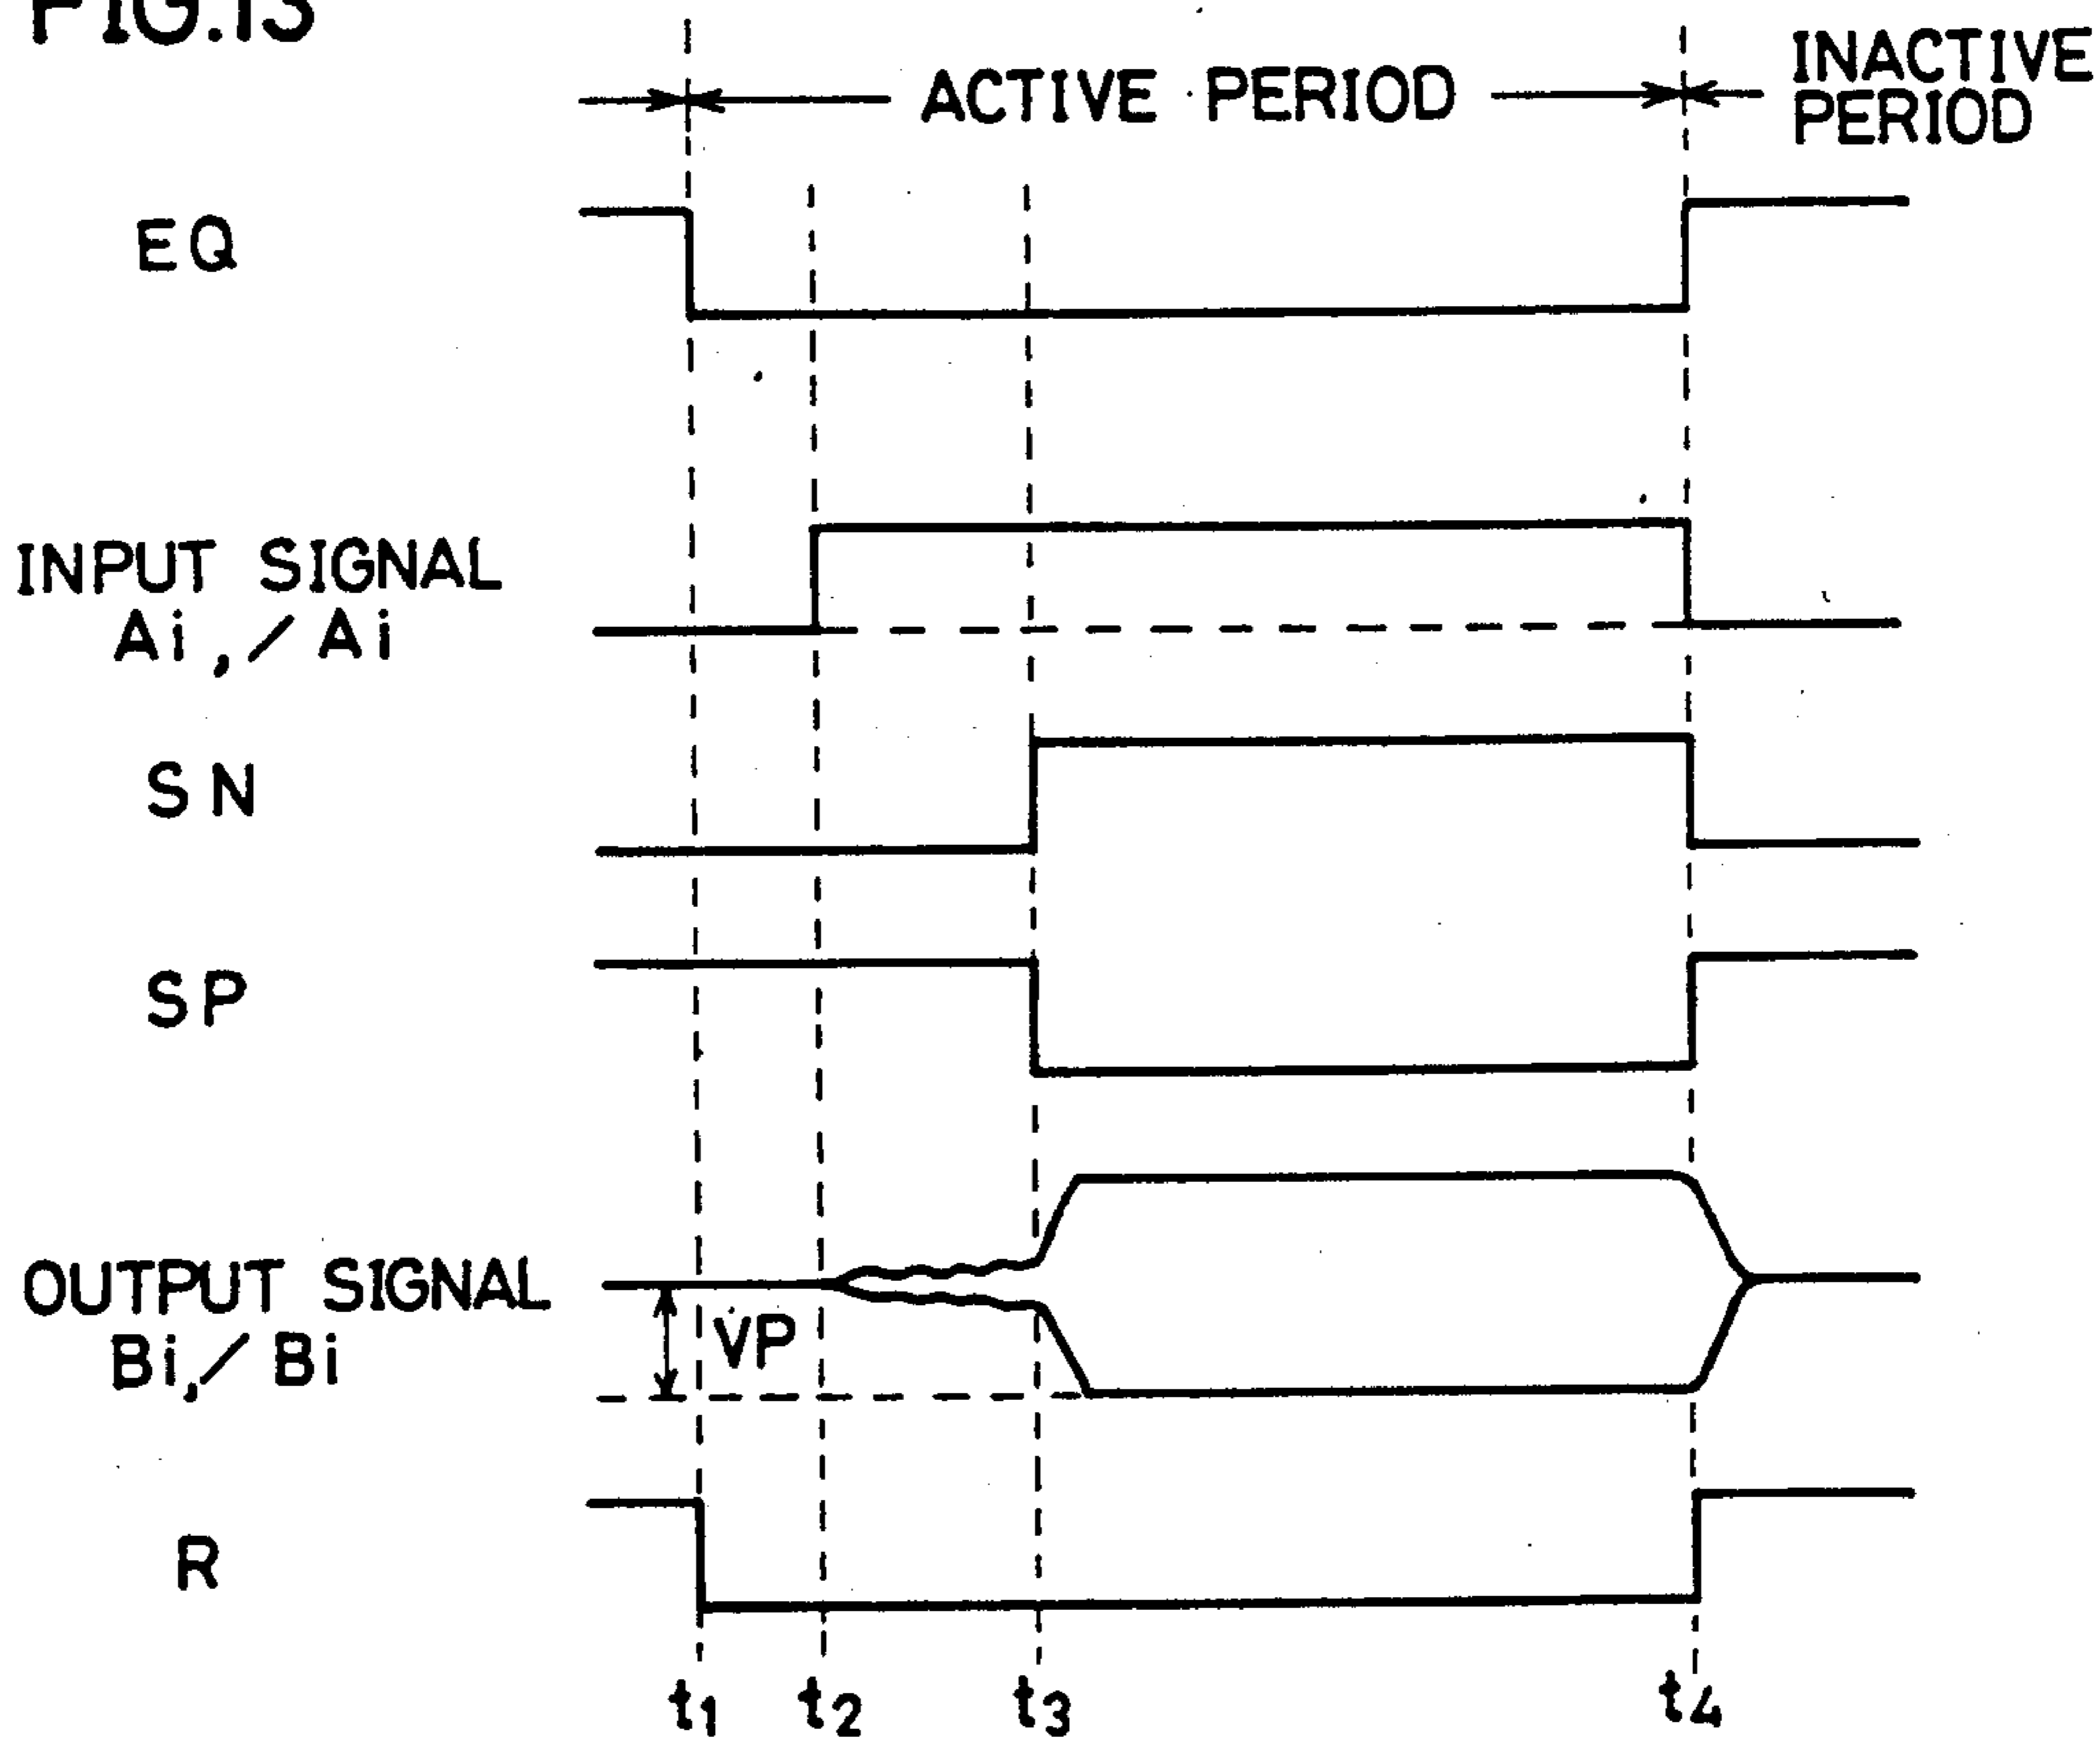 FIG.13
ACTIVE PERIOD
INACTIVE
PERIOD
EQ
INPUT SIGNAL
Ai,/Ai
SN
SP
OUTPUT SIGNAL
Bi,/Bi
VP
R
t1 t2 t3 t4